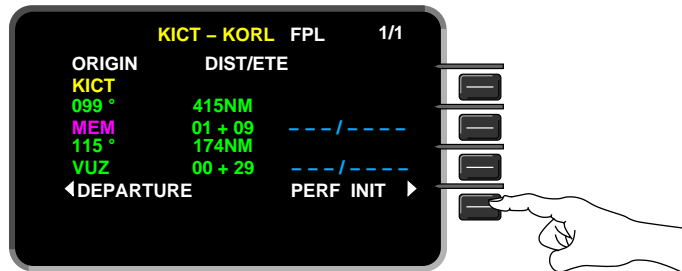 KICT – KORL FPL 1/1
ORIGIN DIST/ETE
KICT
099 ° 415NM
MEM 01 + 09 – – – / – – – –
115 ° 174NM
VUZ 00 + 29 – – – / – – – –
DEPARTURE PERF INIT